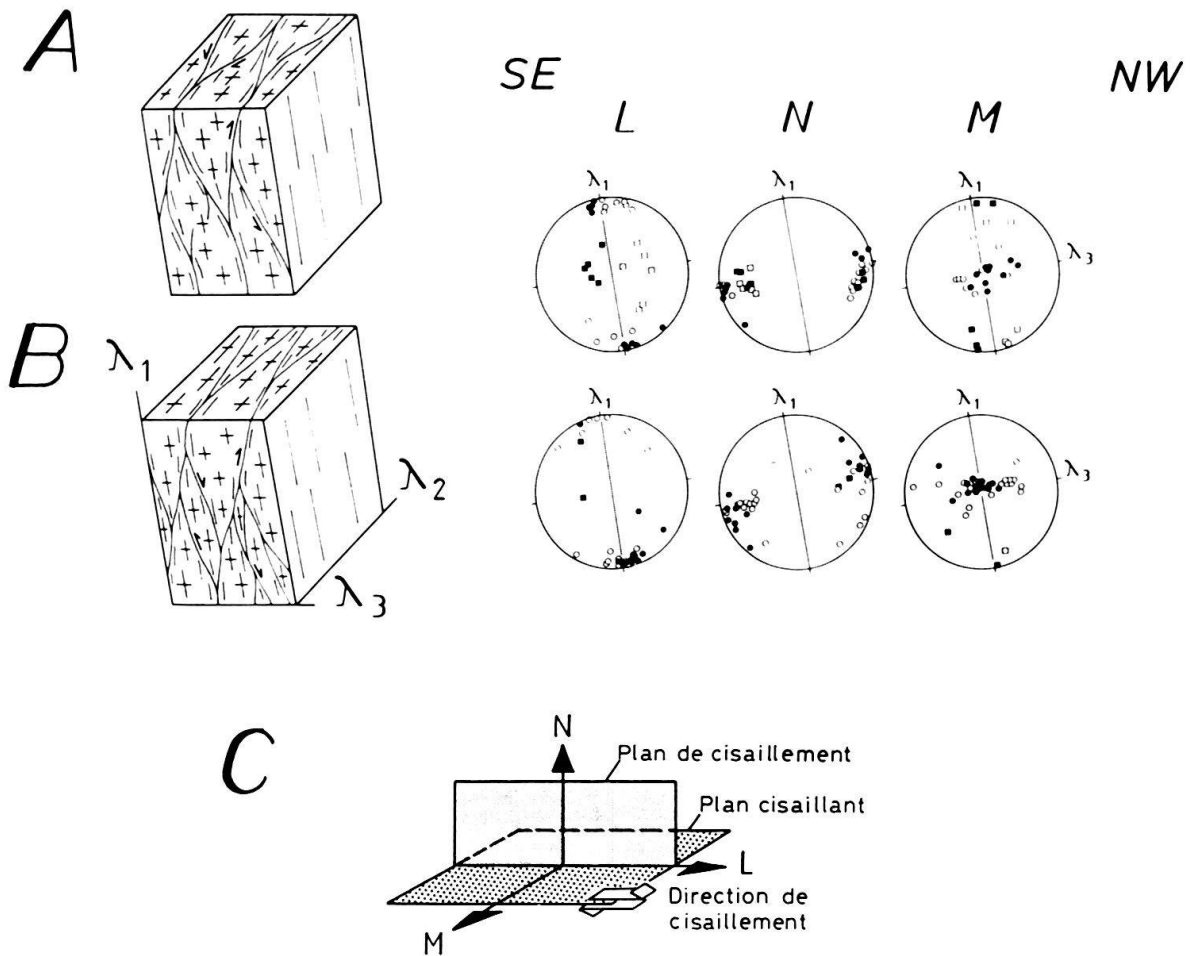 A
SE
NW
L
N
M
λ1
λ1
λ1
λ3
B
λ1
λ2
λ3
λ1
λ1
λ1
λ3
C
N
Plan de cisaillement
Plan cisaillant
L
Direction de
cisaillement
M